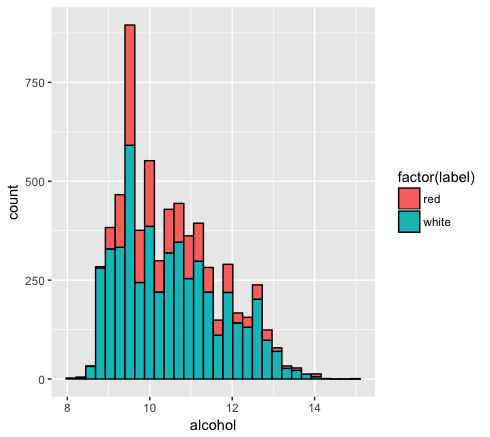 750
500
250
0
count
8 10 12 14
alcohol
factor(label)
red
white